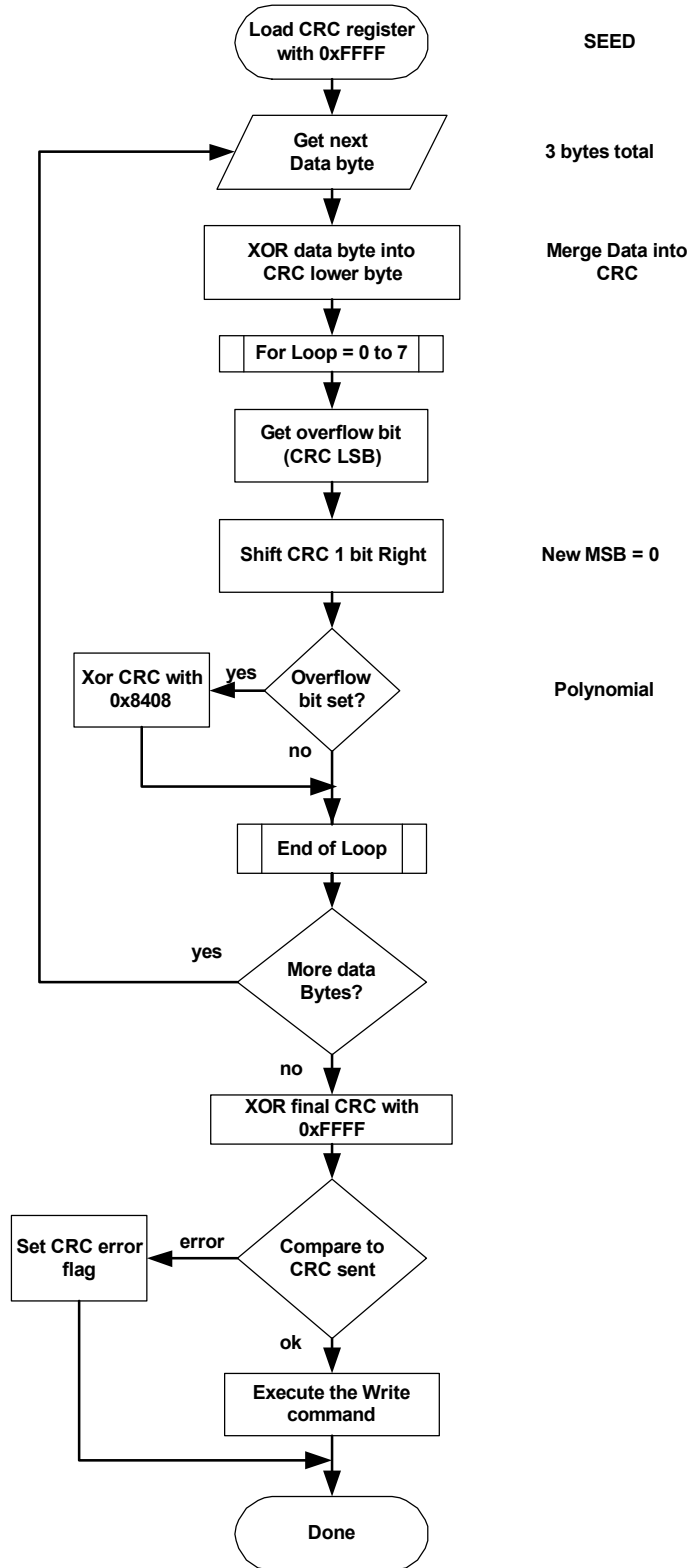 Load CRC register
with 0xFFFF
SEED
Get next
Data byte
3 bytes total
XOR data byte into
CRC lower byte
Merge Data into
CRC
For Loop = 0 to 7
Get overflow bit
(CRC LSB)
Shift CRC 1 bit Right
New MSB = 0
Xor CRC with
0x8408
yes
Overflow
bit set?
Polynomial
no
End of Loop
yes
More data
Bytes?
no
XOR final CRC with
0xFFFF
Set CRC error
flag
error
Compare to
CRC sent
ok
Execute the Write
command
Done